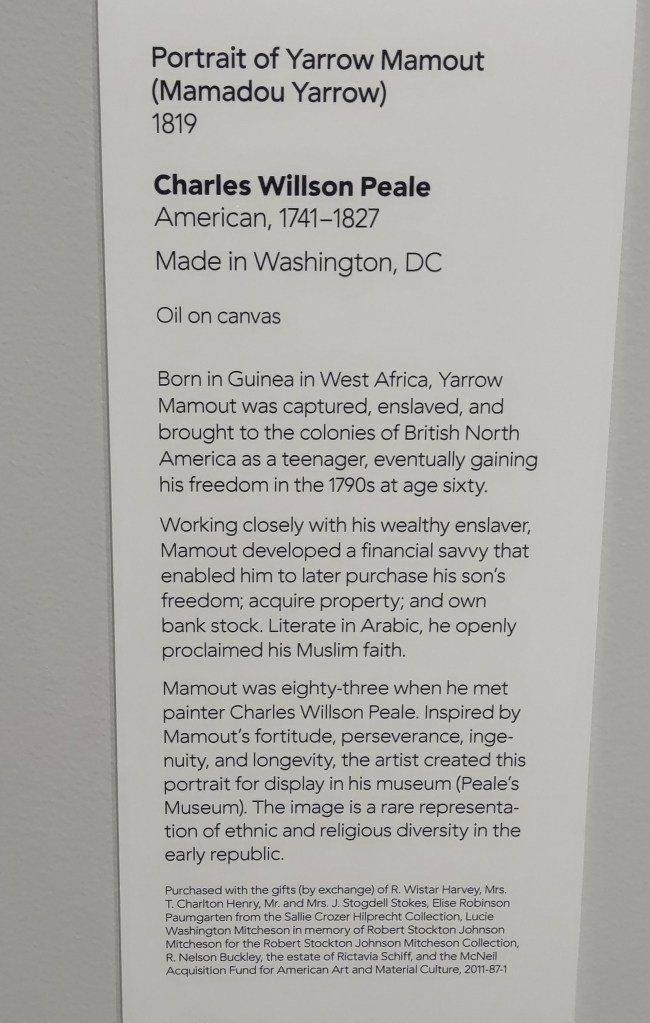 Portrait of Yarrow Mamout
(Mamadou Yarrow)
1819
Charles Willson Peale
American, 1741–1827
Made in Washington, DC
Oil on canvas
Born in Guinea in West Africa, Yarrow
Mamout was captured, enslaved, and
brought to the colonies of British North
America as a teenager, eventually gaining
his freedom in the 1790s at age sixty.
Working closely with his wealthy enslaver,
Mamout developed a financial savvy that
enabled him to later purchase his son's
freedom; acquire property; and own
bank stock. Literate in Arabic, he openly
proclaimed his Muslim faith.
Mamout was eighty-three when he met
painter Charles Willson Peale. Inspired by
Mamout's fortitude, perseverance, inge-
nuity, and longevity, the artist created this
portrait for display in his museum (Peale's
Museum). The image is a rare representa-
tion of ethnic and religious diversity in the
early republic.
Purchased with the gifts (by exchange) of R. Wistar Harvey, Mrs.
T. Charlton Henry, Mr. and Mrs. J. Stogdell Stokes, Elise Robinson
Paumgarten from the Sallie Crozer Hilprecht Collection, Lucie
Washington Mitcheson in memory of Robert Stockton Johnson
Mitcheson for the Robert Stockton Johnson Mitcheson Collection,
R. Nelson Buckley, the estate of Rictavia Schiff, and the McNeil
Acquisition Fund for American Art and Material Culture, 2011-87-1